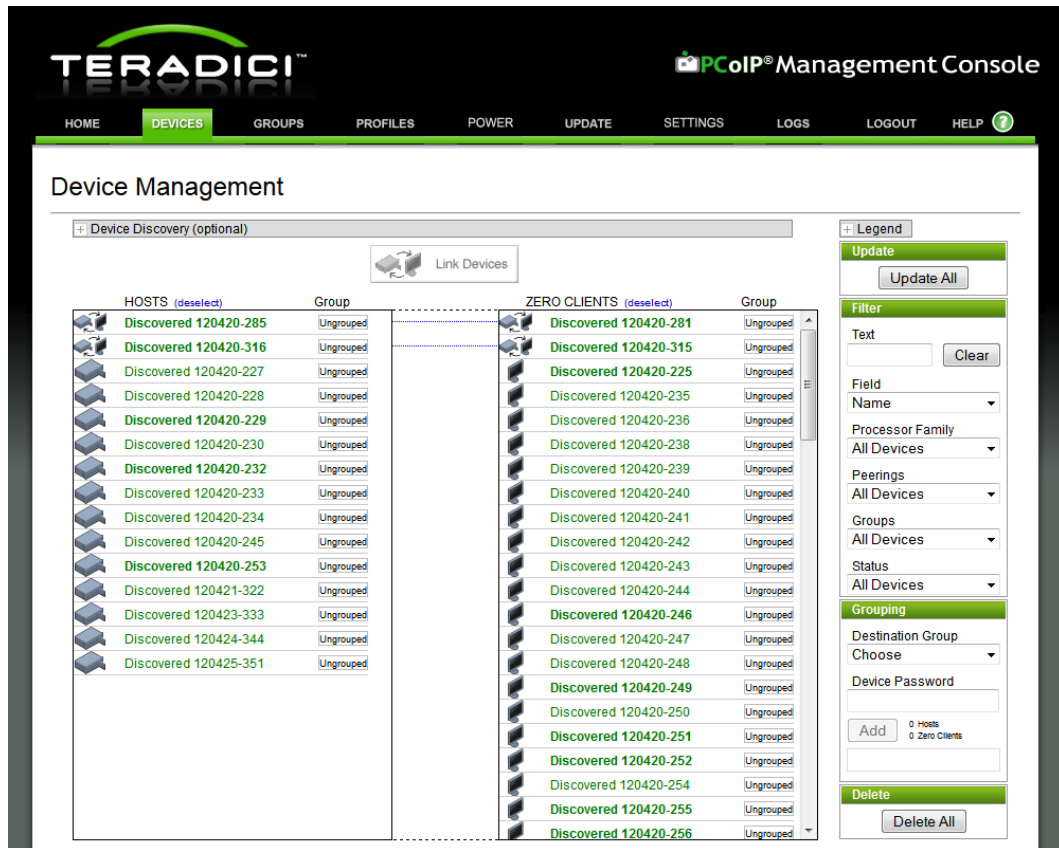 TERADICI™
PCoIP® Management Console
HOME DEVICES GROUPS PROFILES POWER UPDATE SETTINGS LOGS LOGOUT HELP ?
Device Management
+ Device Discovery (optional)
Link Devices
HOSTS (deselect) Group
Discovered 120420-285 Ungrouped
Discovered 120420-316 Ungrouped
Discovered 120420-227 Ungrouped
Discovered 120420-228 Ungrouped
Discovered 120420-229 Ungrouped
Discovered 120420-230 Ungrouped
Discovered 120420-232 Ungrouped
Discovered 120420-233 Ungrouped
Discovered 120420-234 Ungrouped
Discovered 120420-245 Ungrouped
Discovered 120420-253 Ungrouped
Discovered 120421-322 Ungrouped
Discovered 120423-333 Ungrouped
Discovered 120424-344 Ungrouped
Discovered 120425-351 Ungrouped
ZERO CLIENTS (deselect) Group
Discovered 120420-281 Ungrouped
Discovered 120420-315 Ungrouped
Discovered 120420-225 Ungrouped
Discovered 120420-235 Ungrouped
Discovered 120420-236 Ungrouped
Discovered 120420-238 Ungrouped
Discovered 120420-239 Ungrouped
Discovered 120420-240 Ungrouped
Discovered 120420-241 Ungrouped
Discovered 120420-242 Ungrouped
Discovered 120420-243 Ungrouped
Discovered 120420-244 Ungrouped
Discovered 120420-246 Ungrouped
Discovered 120420-247 Ungrouped
Discovered 120420-248 Ungrouped
Discovered 120420-249 Ungrouped
Discovered 120420-250 Ungrouped
Discovered 120420-251 Ungrouped
Discovered 120420-252 Ungrouped
Discovered 120420-254 Ungrouped
Discovered 120420-255 Ungrouped
Discovered 120420-256 Ungrouped
+ Legend
Update
Update All
Filter
Text
Clear
Field
Name
Processor Family
All Devices
Peerings
All Devices
Groups
All Devices
Status
All Devices
Grouping
Destination Group
Choose
Device Password
Add
0 Hosts
0 Zero Clients
Delete
Delete All